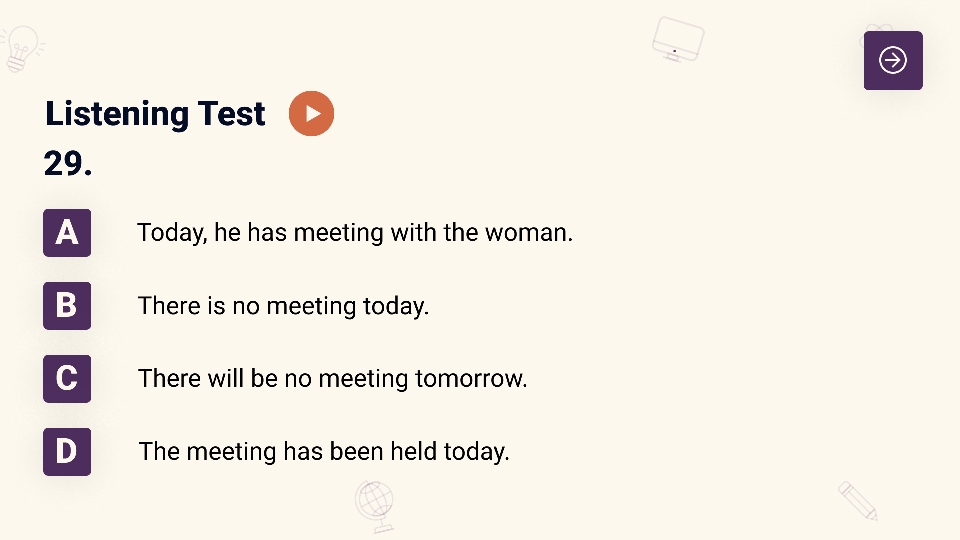 Listening Test
29.
A Today, he has meeting with the woman.
B There is no meeting today.
C There will be no meeting tomorrow.
D The meeting has been held today.